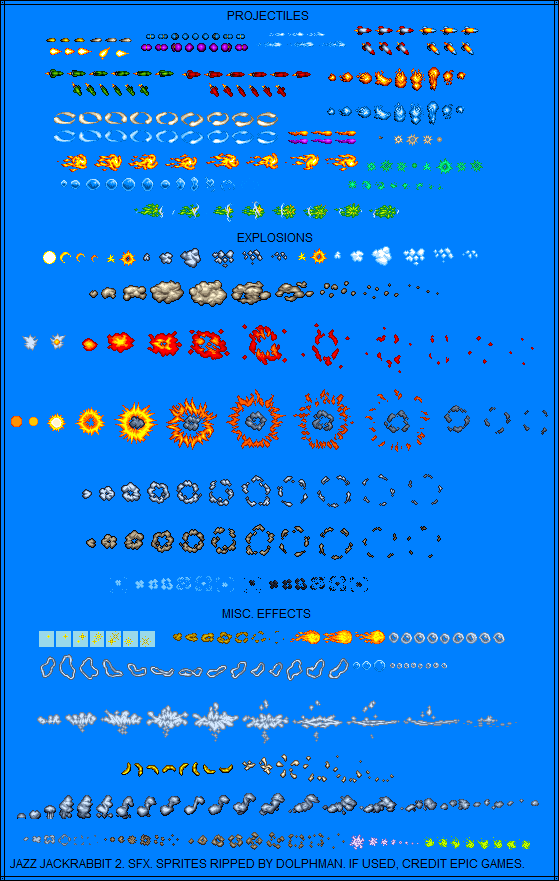 PROJECTILES
EXPLOSIONS
MISC. EFFECTS
JAZZ JACKRABBIT 2. SFX. SPRITES RIPPED BY DOLPHMAN. IF USED, CREDIT EPIC GAMES.